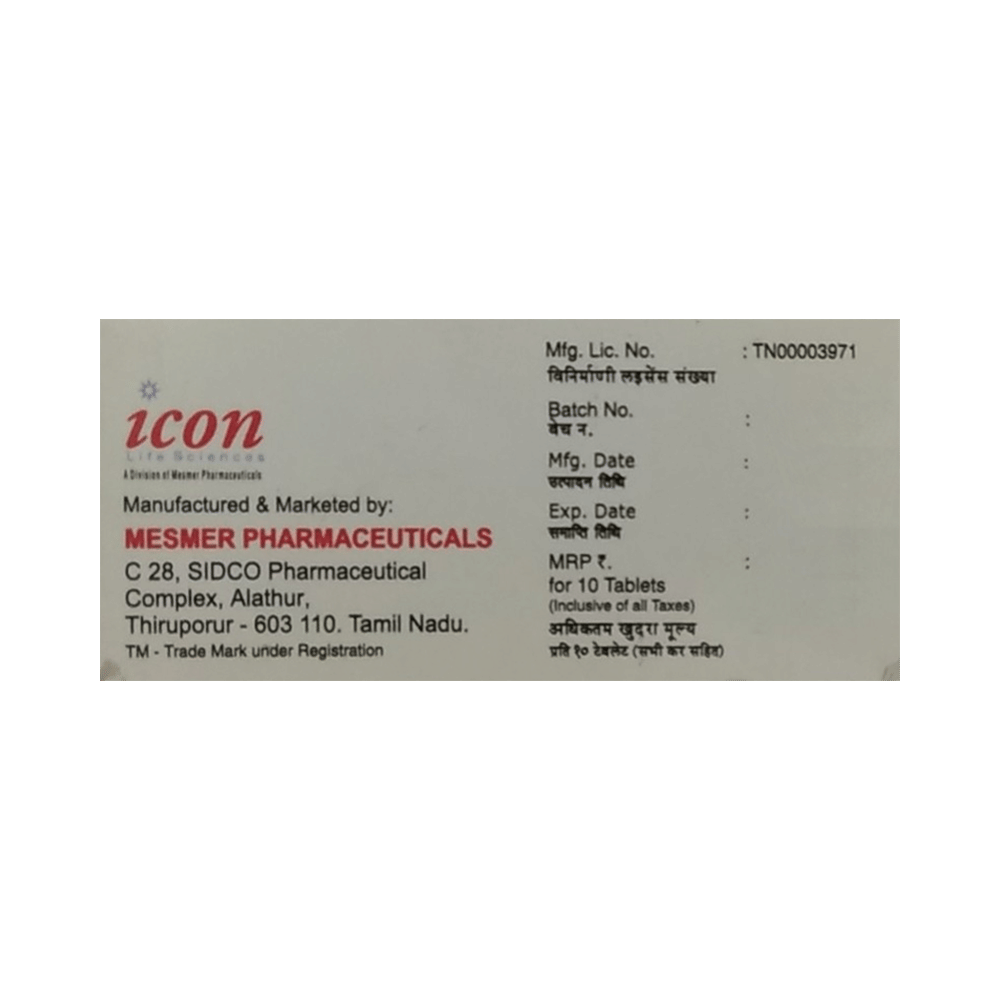 icon
Life Sciences
A Division of Mesmer Pharmaceuticals
Manufactured & Marketed by:
MESMER PHARMACEUTICALS
C 28, SIDCO Pharmaceutical
Complex, Alathur,
Thiruporur - 603 110. Tamil Nadu.
TM - Trade Mark under Registration
Mfg. Lic. No. : TN00003971
विनिर्माणी लइसेंस संख्या
Batch No. :
बेच न.
Mfg. Date :
उत्पादन तिथि
Exp. Date :
समाप्ति तिथि
MRP ₹. :
for 10 Tablets
(Inclusive of all Taxes)
अधिकतम खुदरा मूल्य
प्रति १० टेबलेट (सभी कर सहित)